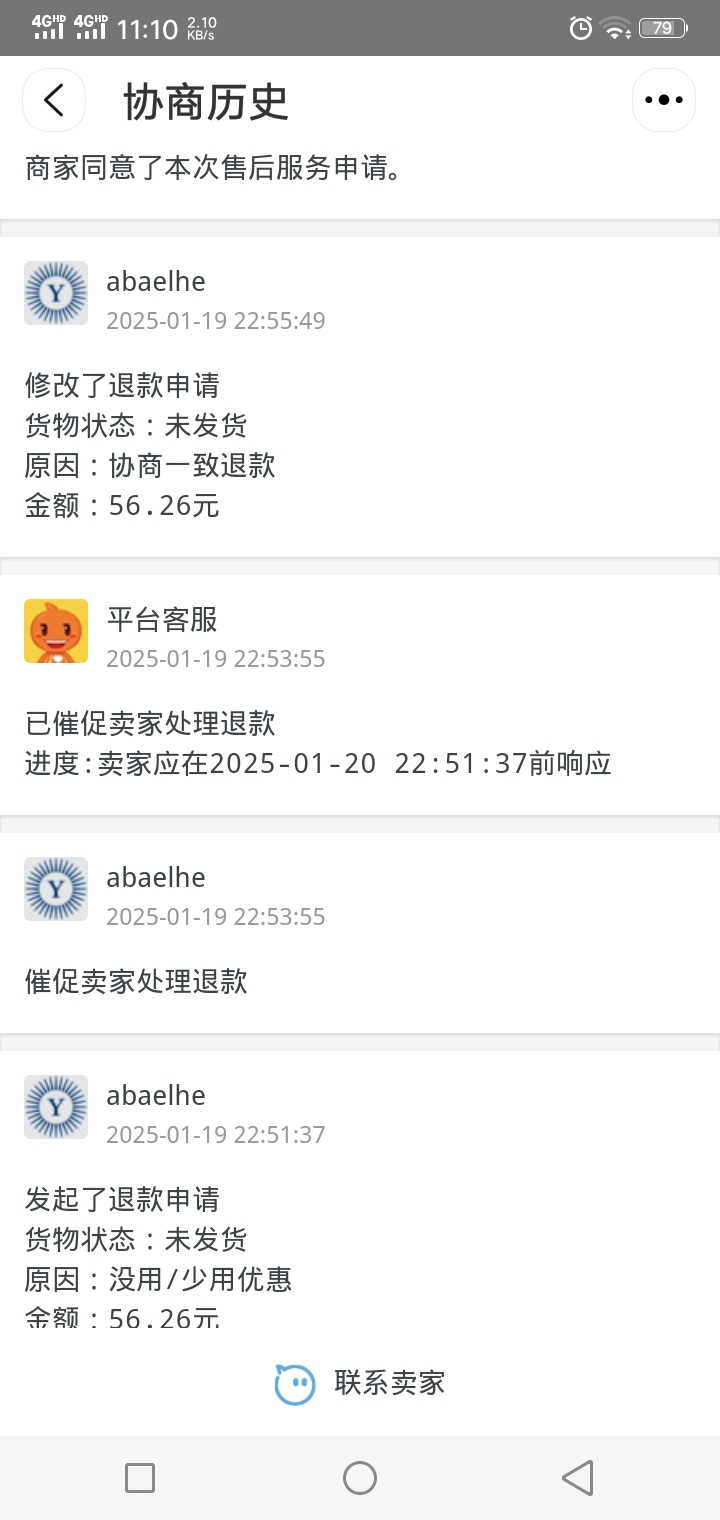 4GHD 4GHD 11:10 2.10 KB/s 79
协商历史
商家同意了本次售后服务申请。
abaelhe
2025-01-19 22:55:49
修改了退款申请
货物状态：未发货
原因：协商一致退款
金额：56.26元
平台客服
2025-01-19 22:53:55
已催促卖家处理退款
进度:卖家应在2025-01-20 22:51:37前响应
abaelhe
2025-01-19 22:53:55
催促卖家处理退款
abaelhe
2025-01-19 22:51:37
发起了退款申请
货物状态：未发货
原因：没用/少用优惠
金额：56.26元
联系卖家